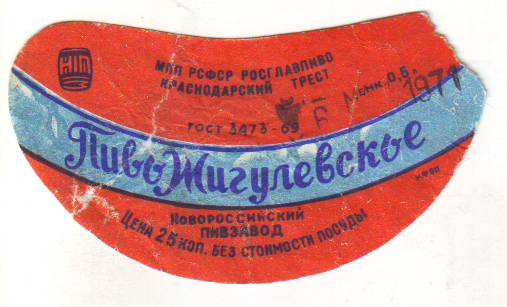 НПП
МПП РСФСР РОСГЛАВПИВО
КРАСНОДАРСКИЙ ТРЕСТ
ЕМК. 0,5
1971
ГОСТ 3473-69
Пиво Жигулевское
НОВОРОССИЙСКИЙ
ПИВЗАВОД
ЦЕНА 25 КОП. БЕЗ СТОИМОСТИ ПОСУДЫ